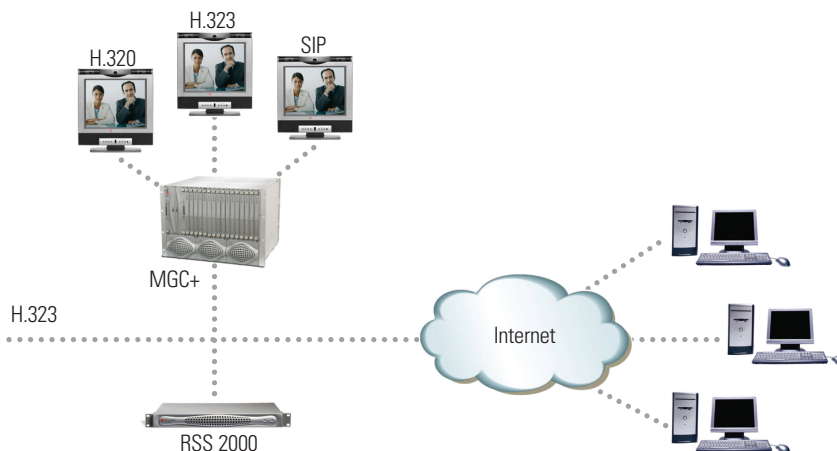 H.323
H.320
SIP
MGC+
H.323
Internet
RSS 2000